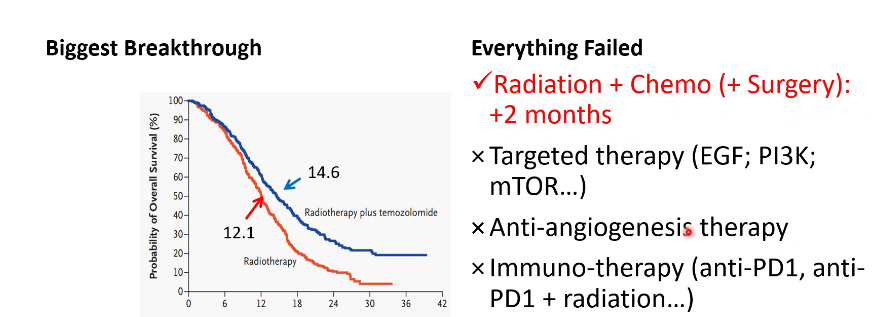 Biggest Breakthrough
Probability of Overall Survival (%)
100
90
80
70
60
50
40
30
20
10
0
14.6
Radiotherapy plus temozolomide
12.1
Radiotherapy
0 6 12 18 24 30 36 42
Everything Failed
✓Radiation + Chemo (+ Surgery):
+2 months
×Targeted therapy (EGF; PI3K;
mTOR...)
×Anti-angiogenesis therapy
×Immuno-therapy (anti-PD1, anti-
PD1 + radiation...)